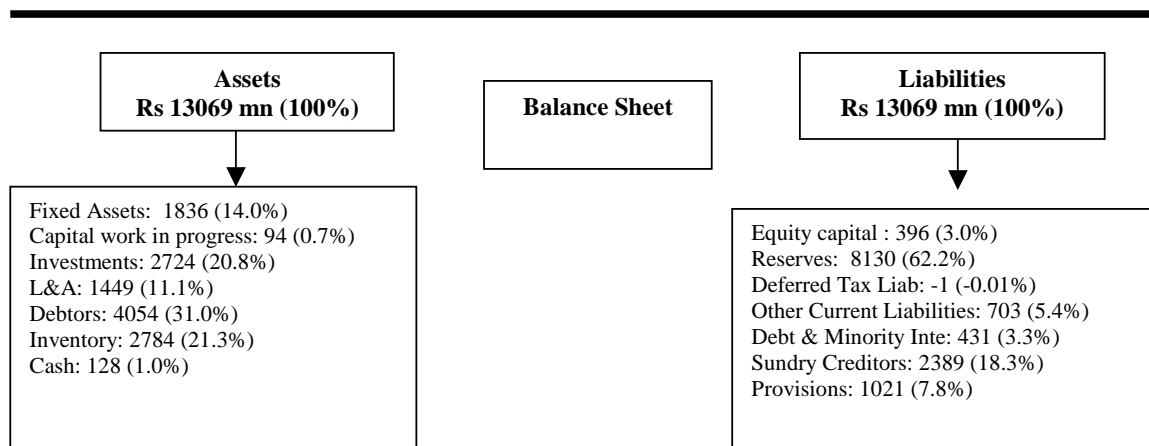 Assets
Rs 13069 mn (100%)
Balance Sheet
Liabilities
Rs 13069 mn (100%)
Fixed Assets:  1836 (14.0%)
Capital work in progress: 94 (0.7%)
Investments: 2724 (20.8%)
L&A: 1449 (11.1%)
Debtors: 4054 (31.0%)
Inventory: 2784 (21.3%)
Cash: 128 (1.0%)
Equity capital : 396 (3.0%)
Reserves:  8130 (62.2%)
Deferred Tax Liab: -1 (-0.01%)
Other Current Liabilities: 703 (5.4%)
Debt & Minority Inte: 431 (3.3%)
Sundry Creditors: 2389 (18.3%)
Provisions: 1021 (7.8%)